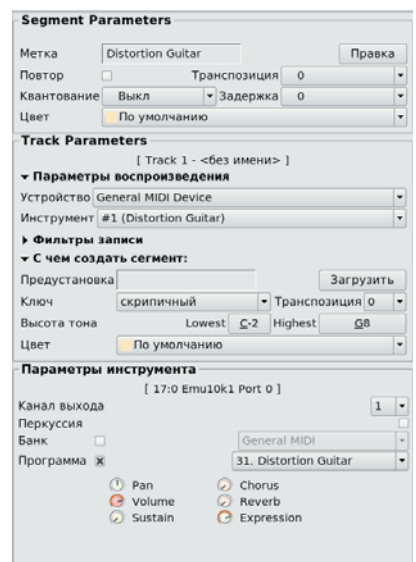 Segment Parameters
Метка Distortion Guitar Правка
Повтор Транспозиция 0
Квантование Выкл Задержка 0
Цвет По умолчанию
Track Parameters
[ Track 1 - <без имени> ]
Параметры воспроизведения
Устройство General MIDI Device
Инструмент #1 (Distortion Guitar)
Фильтры записи
С чем создать сегмент:
Предустановка Загрузить
Ключ скрипичный Транспозиция 0
Высота тона Lowest C-2 Highest G8
Цвет По умолчанию
Параметры инструмента
[ 17:0 Emu10k1 Port 0 ]
Канал выхода 1
Перкуссия
Банк General MIDI
Программа 31. Distortion Guitar
Pan Chorus
Volume Reverb
Sustain Expression